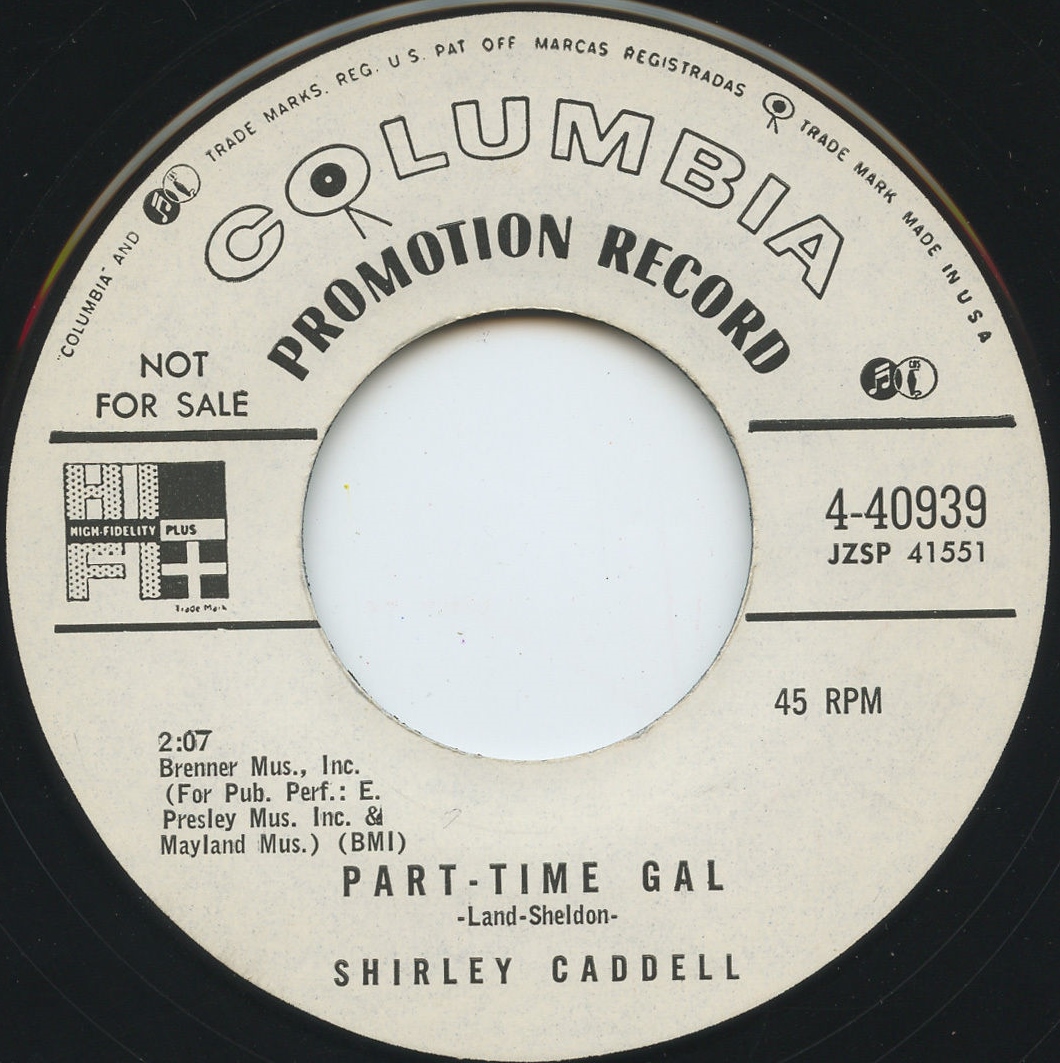 "COLUMBIA" AND TRADE MARKS. REG. U.S. PAT OFF MARCAS REGISTRADAS TRADE MARK MADE IN U S A
COLUMBIA
PROMOTION RECORD
NOT
FOR SALE
CBS
HI
HIGH-FIDELITY PLUS
FI
Trade Mark
4-40939
JZSP 41551
45 RPM
2:07
Brenner Mus., Inc.
(For Pub. Perf.: E.
Presley Mus. Inc. &
Mayland Mus.) (BMI)
PART-TIME GAL
-Land-Sheldon-
SHIRLEY CADDELL